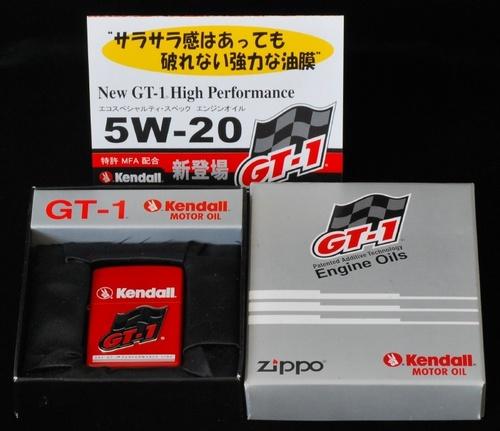 "サラサラ感はあっても
破れない強力な油膜"
New GT-1 High Performance
エコスペシャルティ・スペック エンジンオイル
5W-20
特許 MFA 配合
Kendall
新登場
GT-1
GT-1
Kendall
MOTOR OIL
Kendall
GT-1
GT-1
Patented Additive Technology
Engine Oils
zippo
Kendall
MOTOR OIL